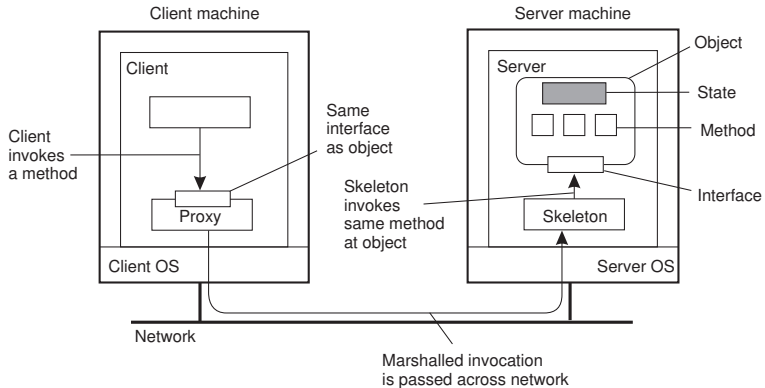 Client machine
Server machine
Object
Client
Server
State
Same
interface
as object
Client
invokes
a method
Method
Skeleton
invokes
same method
at object
Interface
Proxy
Skeleton
Client OS
Server OS
Network
Marshalled invocation
is passed across network